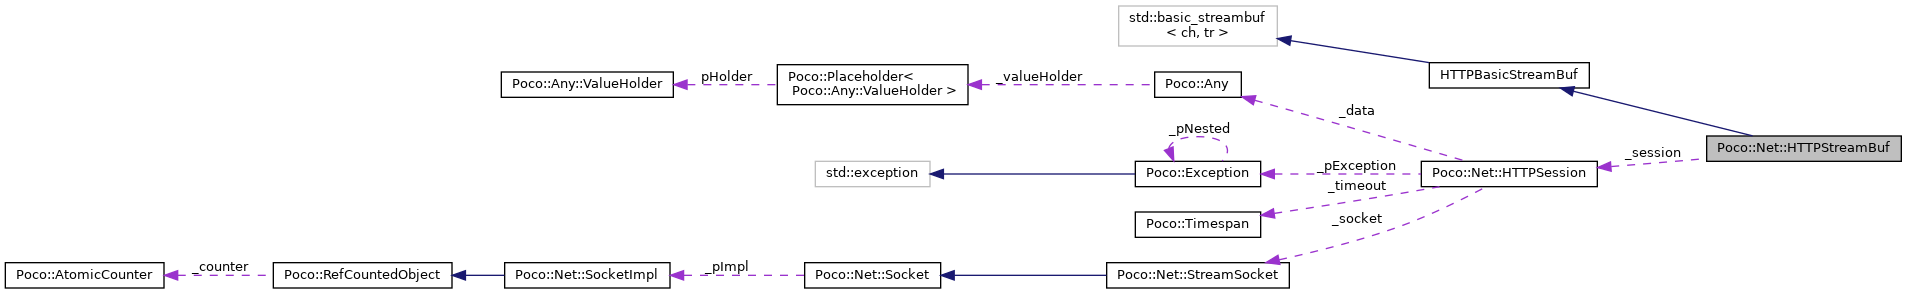 std::basic_streambuf
< ch, tr >
HTTPBasicStreamBuf
Poco::Any::ValueHolder
pHolder
Poco::Placeholder<
Poco::Any::ValueHolder >
_valueHolder
Poco::Any
_data
_pNested
Poco::Net::HTTPStreamBuf
_session
std::exception
Poco::Exception
_pException
Poco::Net::HTTPSession
_timeout
Poco::Timespan
_socket
Poco::AtomicCounter
_counter
Poco::RefCountedObject
Poco::Net::SocketImpl
_pImpl
Poco::Net::Socket
Poco::Net::StreamSocket